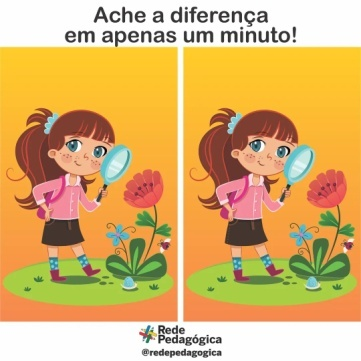 Ache a diferença
em apenas um minuto!
Rede
Pedagógica
@redepedagogica